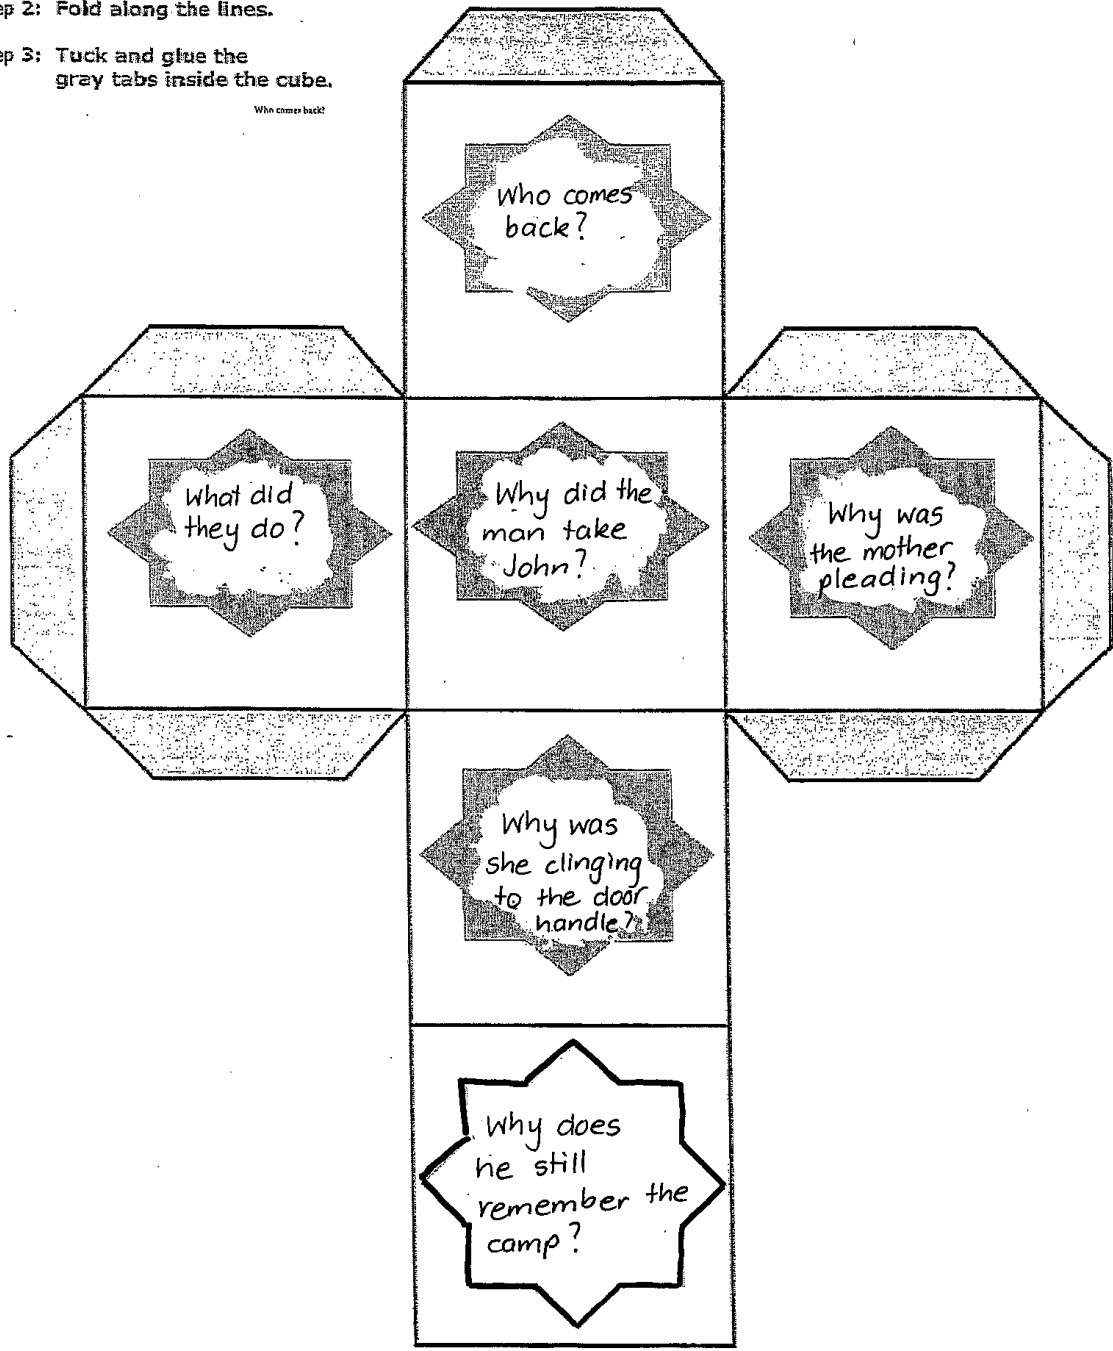 ep 2: Fold along the lines.
ep 3: Tuck and glue the
gray tabs inside the cube.
Who comes back?
Who comes
back?
What did
they do?
Why did the
man take
John?
Why was
the mother
pleading?
Why was
she clinging
to the door
handle?
Why does
he still
remember the
camp?